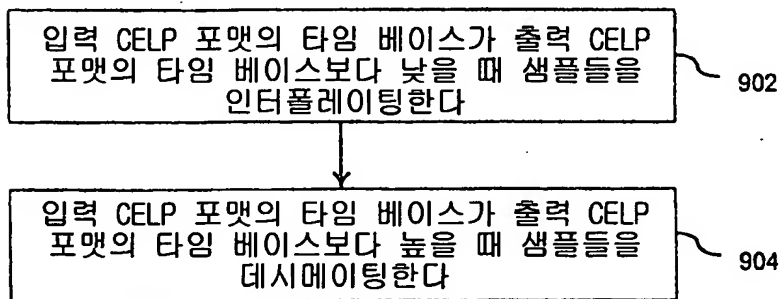 입력 CELP 포맷의 타임 베이스가 출력 CELP
포맷의 타임 베이스보다 낮을 때 샘플들을
인터폴레이팅한다
902
입력 CELP 포맷의 타임 베이스가 출력 CELP
포맷의 타임 베이스보다 높을 때 샘플들을
데시메이팅한다
904